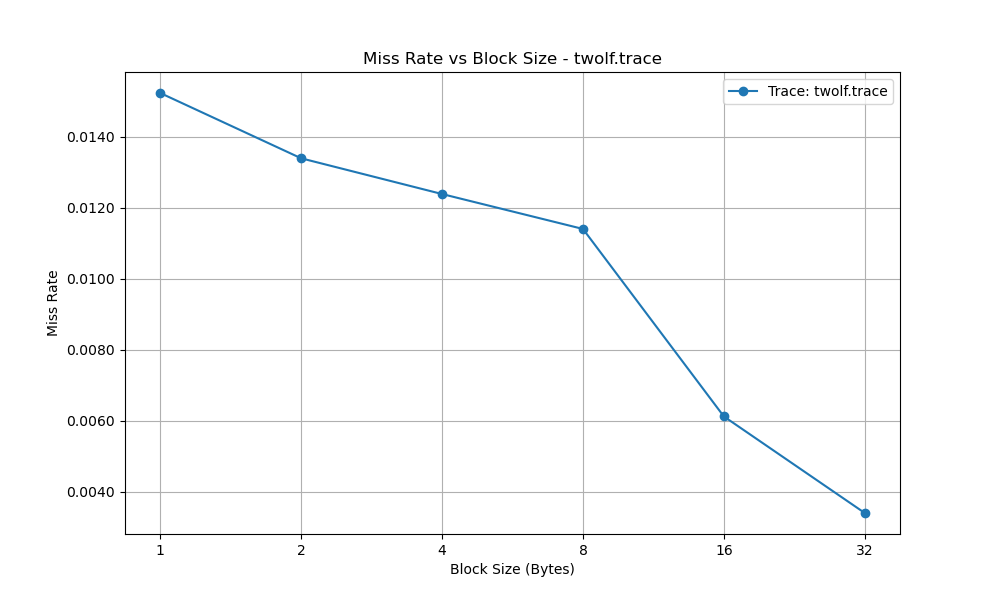 Miss Rate vs Block Size - twolf.trace
Trace: twolf.trace
0.0140
0.0120
0.0100
0.0080
0.0060
0.0040
Miss Rate
1 2 4 8 16 32
Block Size (Bytes)